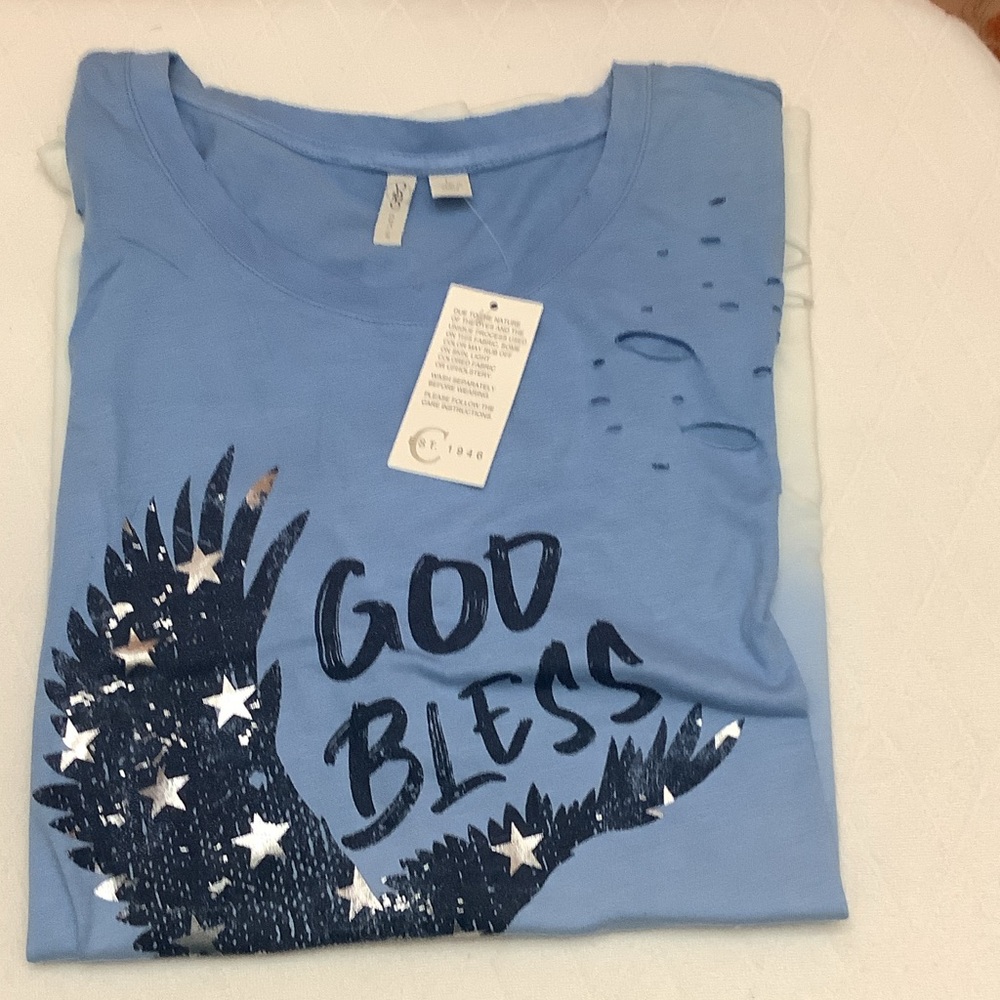 DUE TO THE NATURE
OF THE DYES AND THE
UNIQUE PROCESS USED
ON THIS FABRIC, SOME
COLOR MAY RUB OFF
ON SKIN, LIGHT
COLORED FABRIC
OR UPHOLSTERY.
WASH SEPARATELY
BEFORE WEARING.
PLEASE FOLLOW THE
CARE INSTRUCTIONS.
C EST. 1946
GOD
BLESS